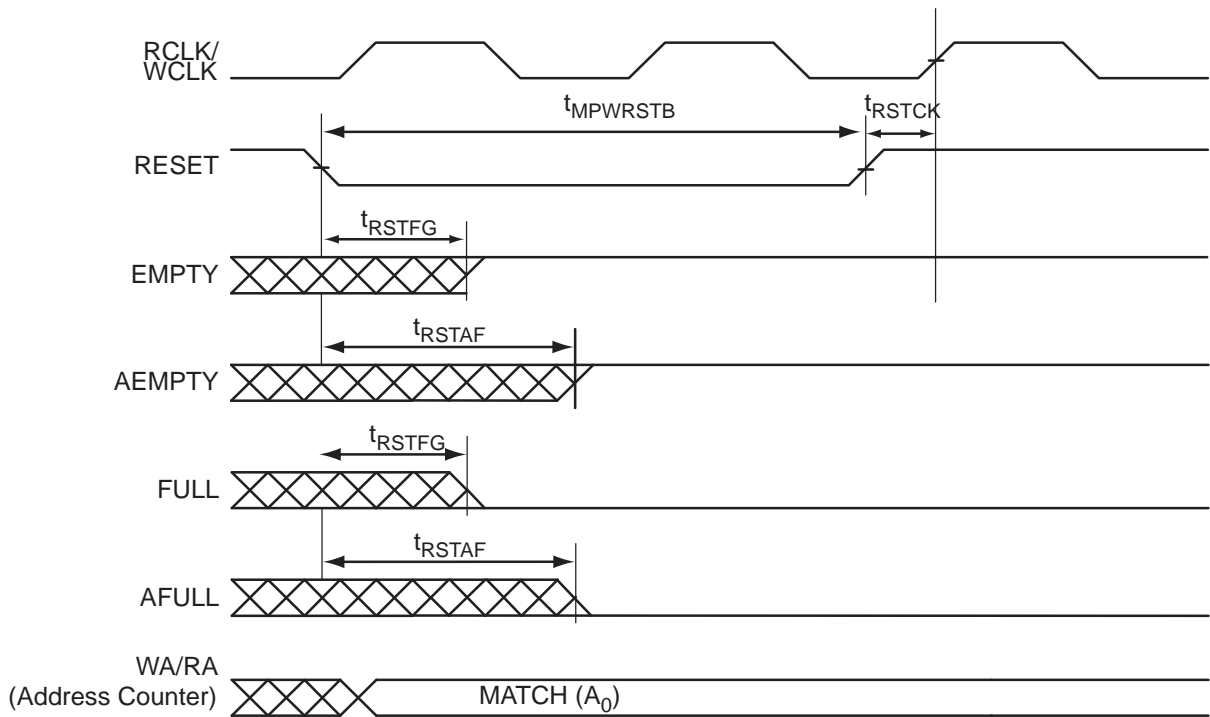 RCLK/
WCLK
tMPWRSTB
tRSTCK
RESET
tRSTFG
EMPTY
tRSTAF
AEMPTY
tRSTFG
FULL
tRSTAF
AFULL
WA/RA
(Address Counter)
MATCH (A0)